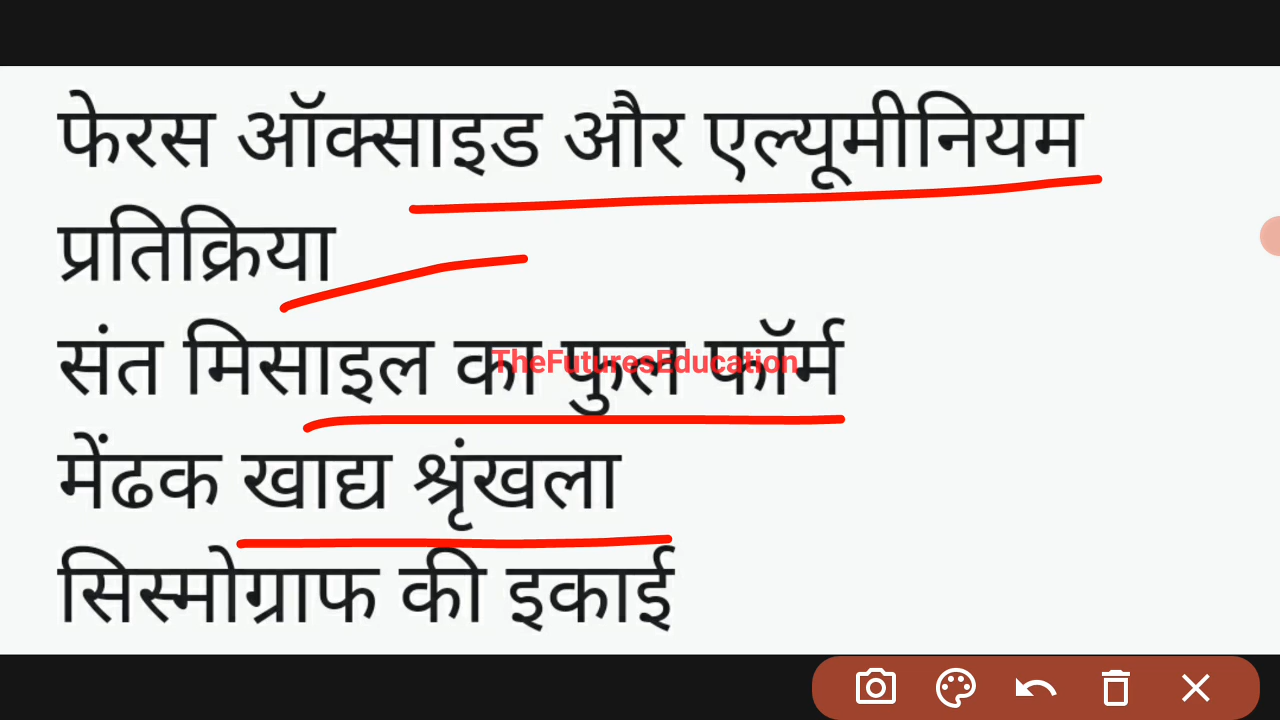 फेरस ऑक्साइड और एल्यूमीनियम
प्रतिक्रिया
संत मिसाइल का फुल फॉर्म
TheFuturesEducation
मेंढक खाद्य श्रृंखला
सिस्मोग्राफ की इकाई